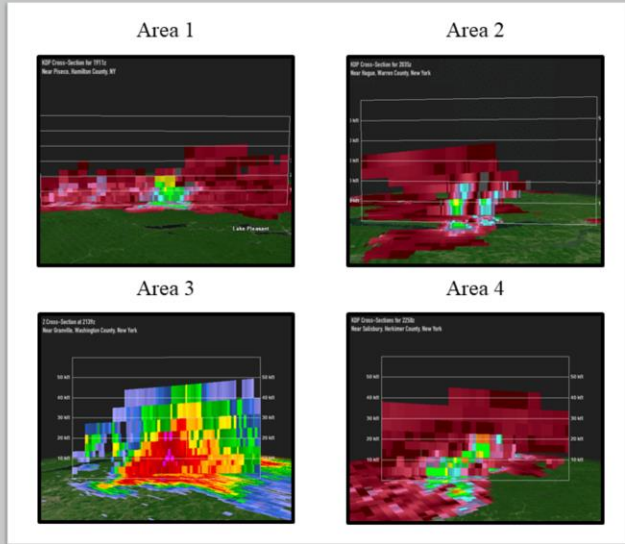 Area 1
Area 2
KDP Cross-Section for 1911z
Near Piseco, Hamilton County, NY
KDP Cross-Section for 2035z
Near Hague, Warren County, New York
Lake Pleasant
Area 3
Area 4
Z Cross-Section at 2139z
Near Granville, Washington County, New York
KDP Cross-Sections for 2258z
Near Salisbury, Herkimer County, New York
50 kft
50 kft
40 kft
40 kft
30 kft
30 kft
20 kft
20 kft
10 kft
10 kft
50 kft
50 kft
40 kft
40 kft
30 kft
30 kft
20 kft
20 kft
10 kft
10 kft